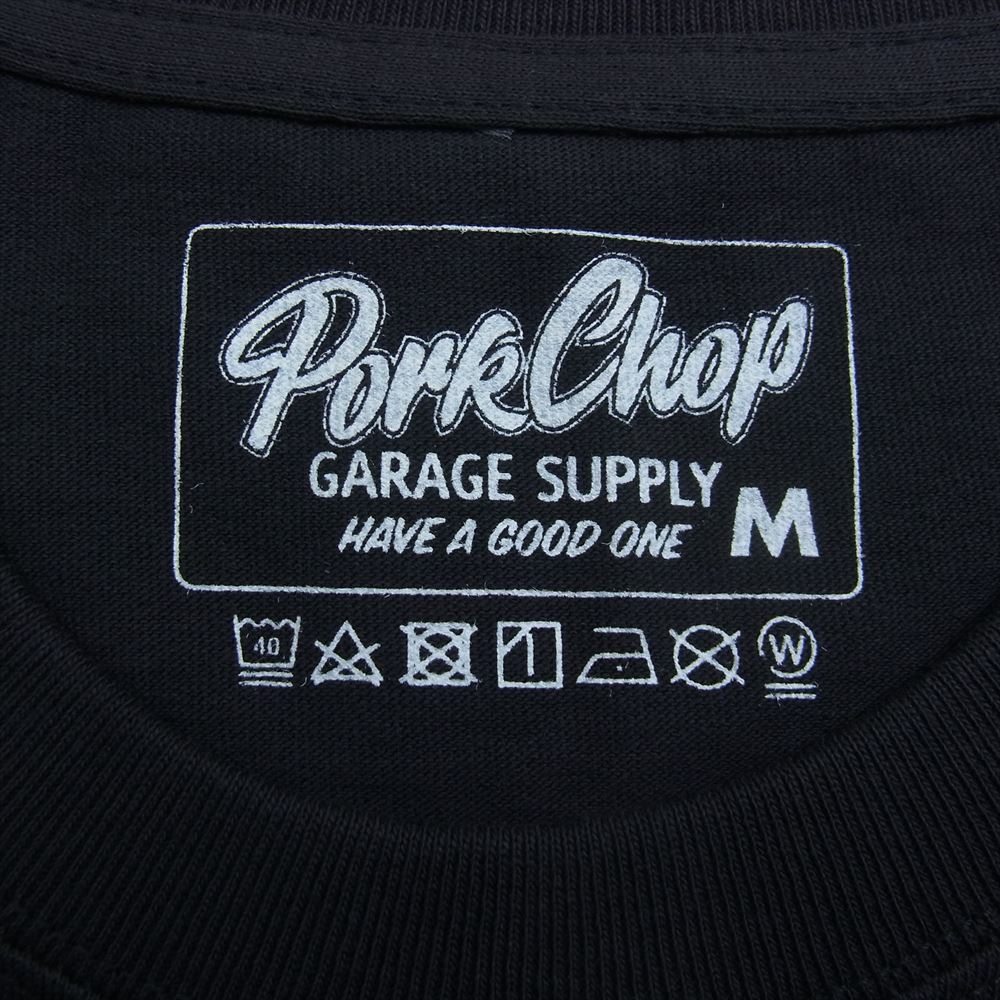 PorkChop
GARAGE SUPPLY
HAVE A GOOD ONE
M
40
W